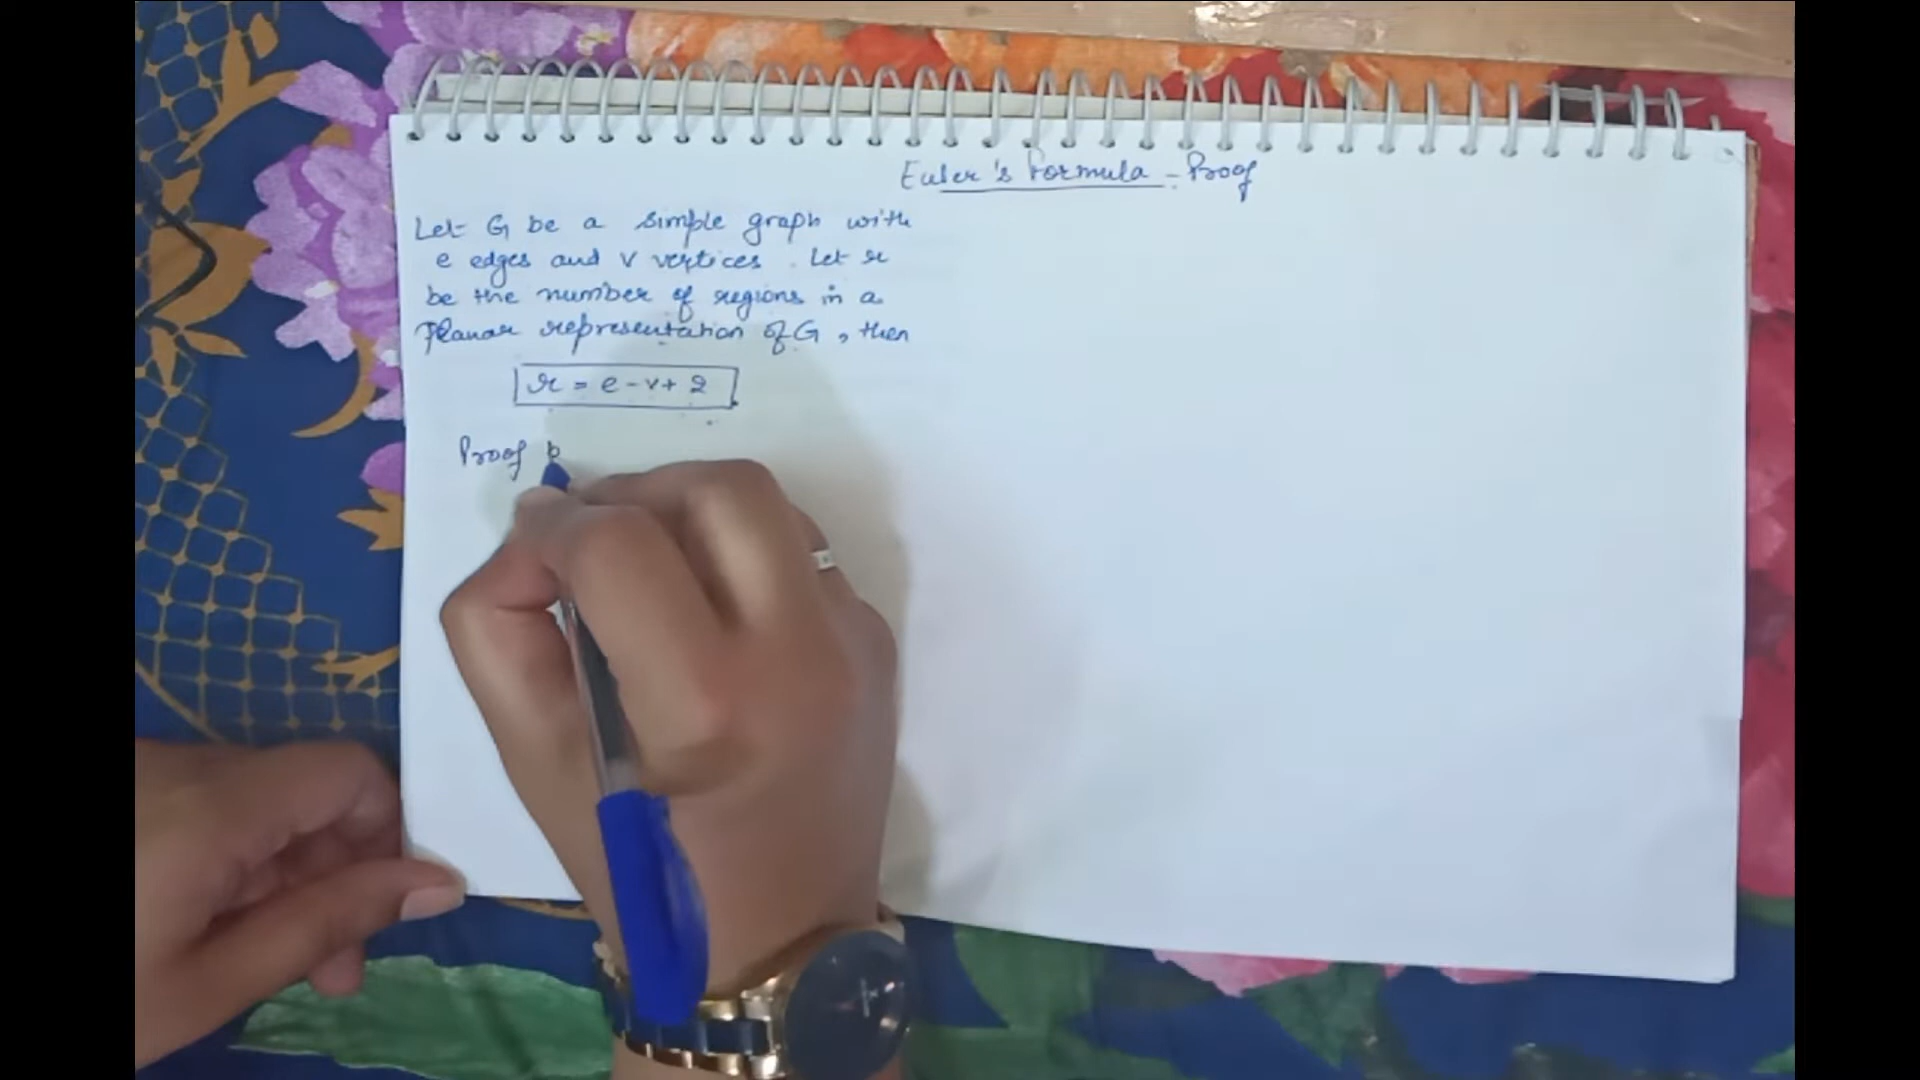 Euler's Formula - Proof
Let G be a simple graph with
e edges and v vertices. Let r
be the number of regions in a
Planar representation of G, then
r = e - v + 2
Proof b